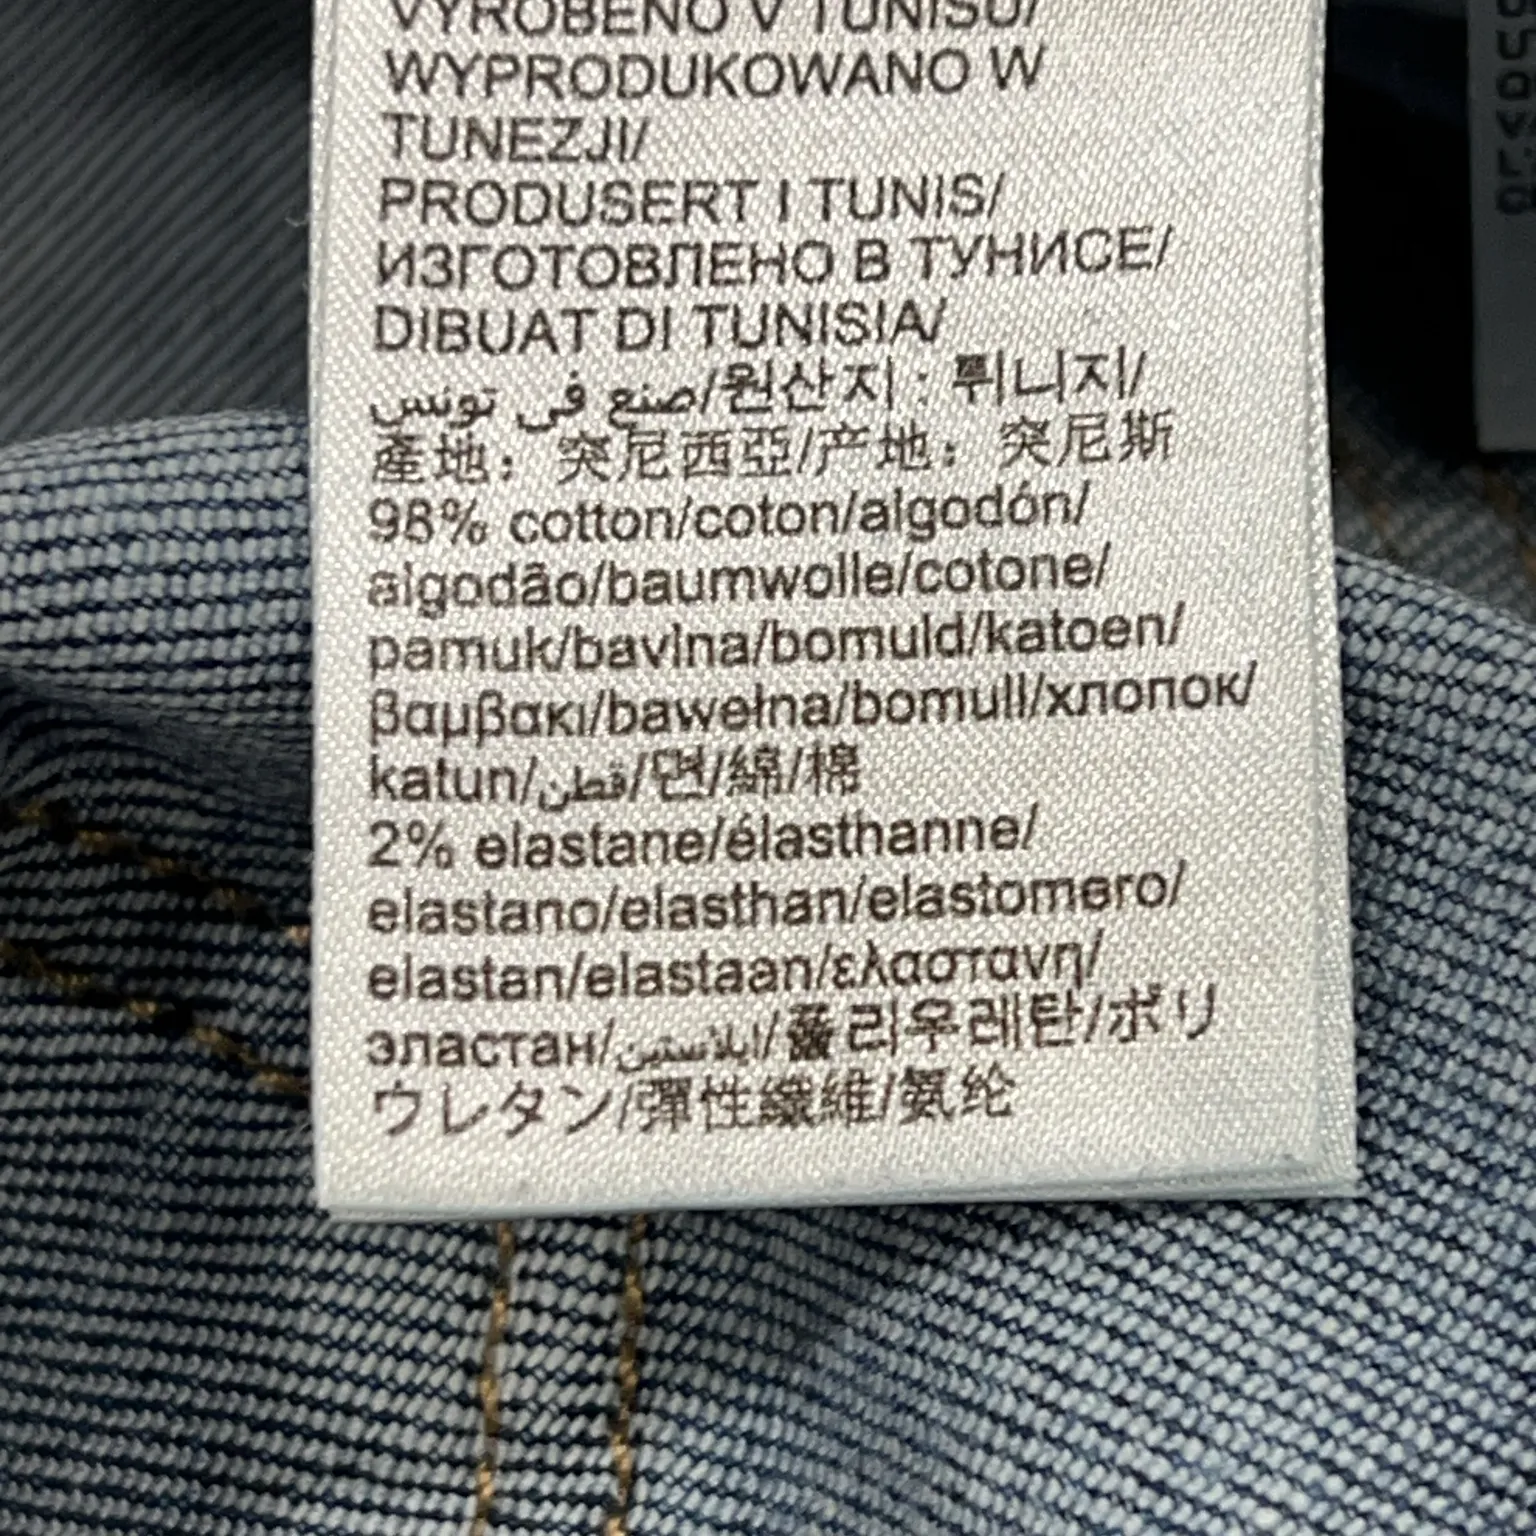 VYROBENO V TUNISU/
WYPRODUKOWANO W
TUNEZJI/
PRODUSERT I TUNIS/
ИЗГОТОВЛЕНО В ТУНИСЕ/
DIBUAT DI TUNISIA/
صنع في تونس/원산지 : 튀니지/
產地：突尼西亞/产地：突尼斯
98% cotton/coton/algodón/
algodão/baumwolle/cotone/
pamuk/bavlna/bomuld/katoen/
βαμβακι/bawełna/bomull/хлопок/
katun/قطن/면/綿/棉
2% elastane/élasthanne/
elastano/elasthan/elastomero/
elastan/elastaan/ελαστανη/
эластан/ايلاستين/폴리우레탄/ポリ
ウレタン/彈性纖維/氨纶